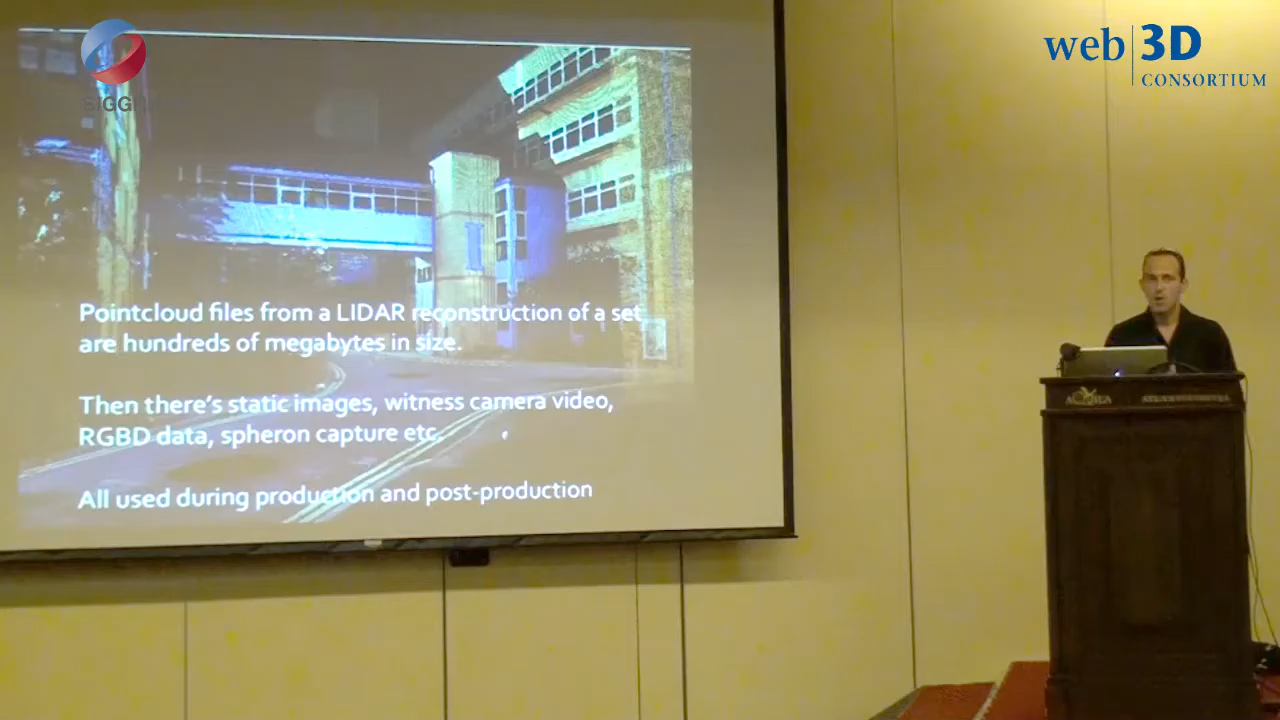 web 3D
CONSORTIUM
Pointcloud files from a LIDAR reconstruction of a set
are hundreds of megabytes in size.
Then there's static images, witness camera video,
RGBD data, spheron capture etc.
All used during production and post-production